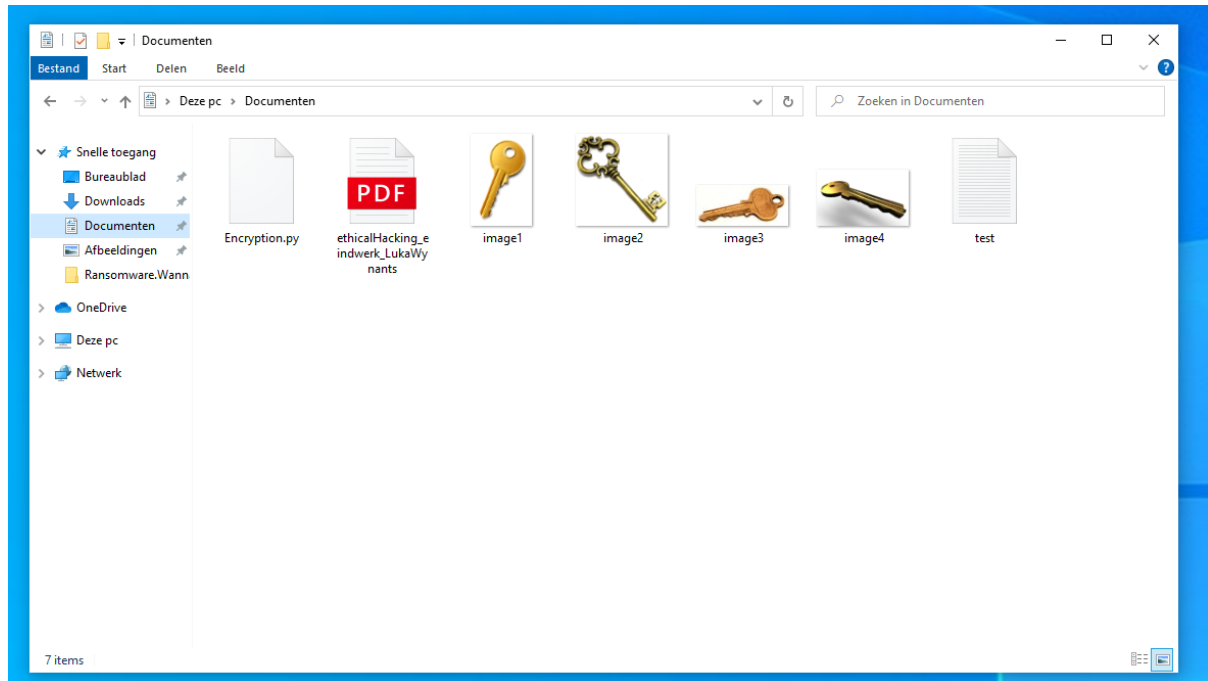 Documenten
Bestand Start Delen Beeld
Deze pc > Documenten
Zoeken in Documenten
Snelle toegang
Bureaublad
Downloads
Documenten
Afbeeldingen
Ransomware.Wann
OneDrive
Deze pc
Netwerk
PDF
Encryption.py
ethicalHacking_e
indwerk_LukaWy
nants
image1
image2
image3
image4
test
7 items